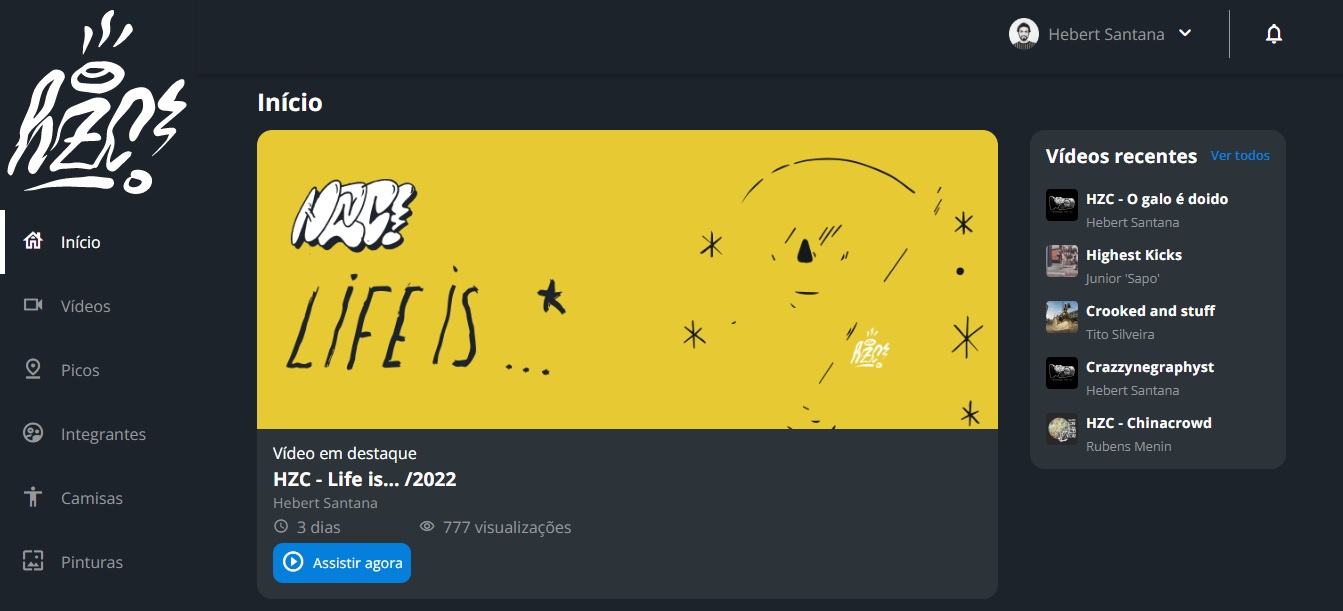 HZC!
Hebert Santana
Início
Vídeos
Picos
Integrantes
Camisas
Pinturas
Início
HZC!
LIFE IS ...
HZC!
Vídeo em destaque
HZC - Life is... /2022
Hebert Santana
3 dias
777 visualizações
Assistir agora
Vídeos recentes
Ver todos
HZC - O galo é doido
Hebert Santana
Highest Kicks
Junior 'Sapo'
Crooked and stuff
Tito Silveira
Crazzynegraphyst
Hebert Santana
HZC - Chinacrowd
Rubens Menin